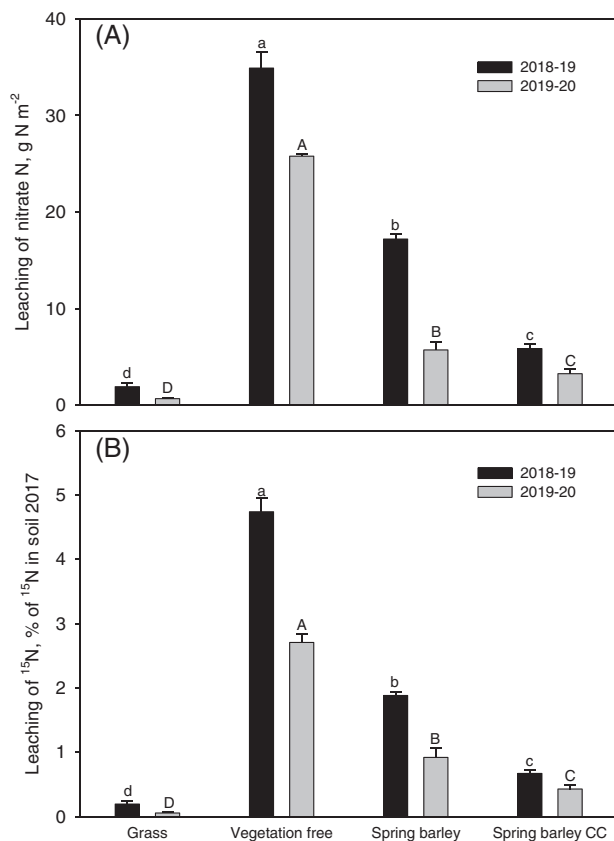 (A)
40
30
20
10
0
Leaching of nitrate N, g N m⁻²
2018-19
2019-20
a
A
b
B
c
C
d
D
(B)
6
5
4
3
2
1
0
Leaching of ¹⁵N, % of ¹⁵N in soil 2017
2018-19
2019-20
a
A
b
B
c
C
d
D
Grass Vegetation free Spring barley Spring barley CC